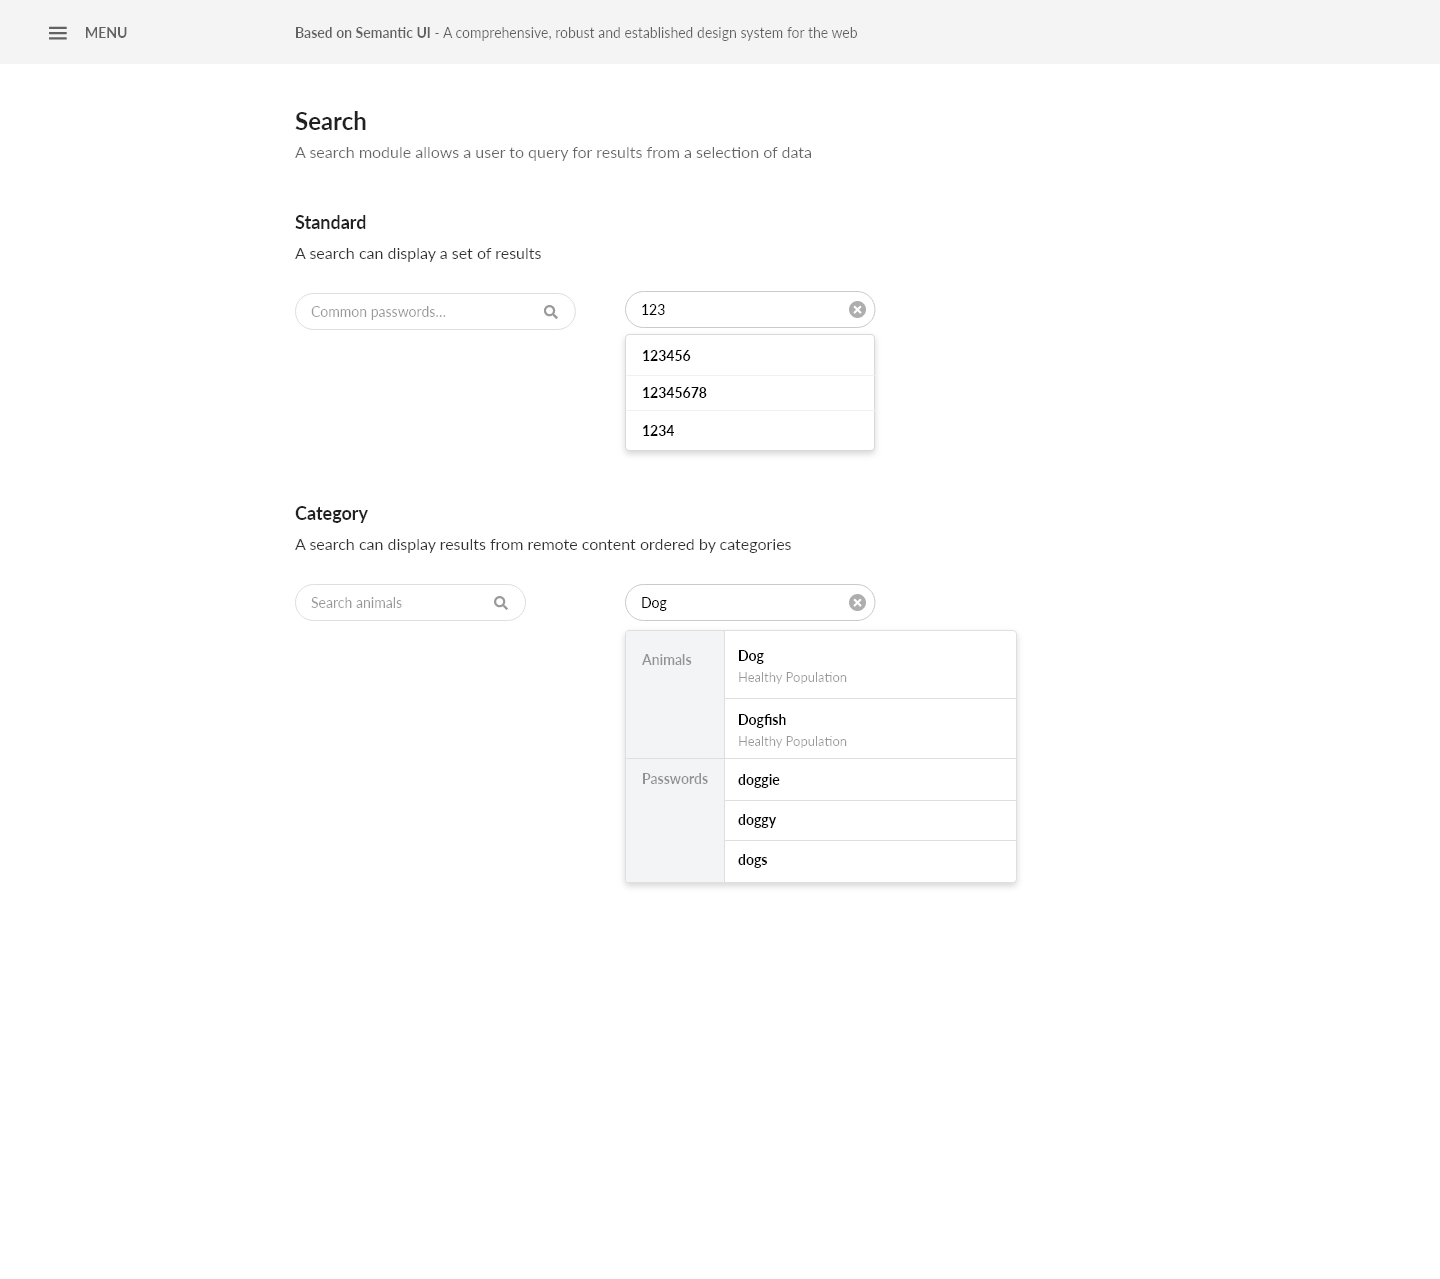 MENU
Based on Semantic UI - A comprehensive, robust and established design system for the web
Search
A search module allows a user to query for results from a selection of data
Standard
A search can display a set of results
Common passwords...
123
123456
12345678
1234
Category
A search can display results from remote content ordered by categories
Search animals
Dog
Animals
Dog
Healthy Population
Dogfish
Healthy Population
Passwords
doggie
doggy
dogs